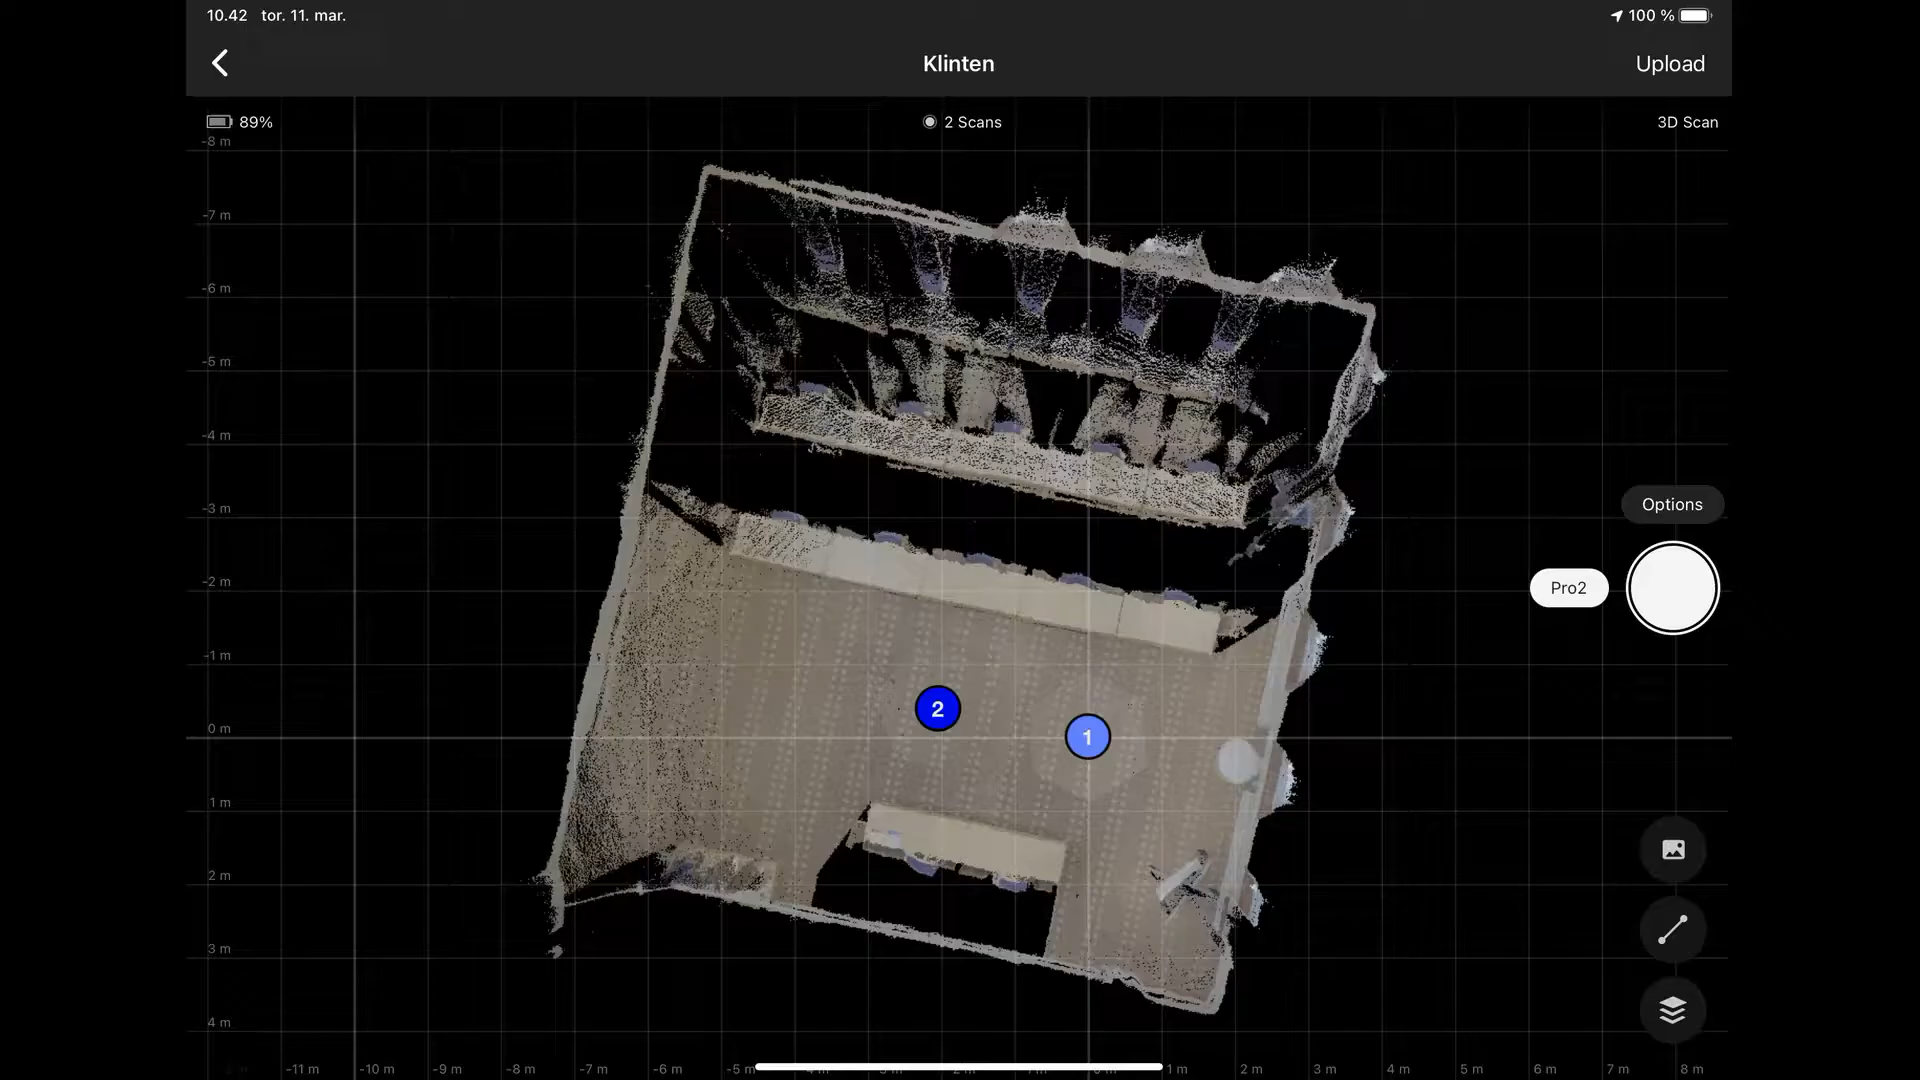 10.42 tor. 11. mar.
100 %
Klinten
Upload
89%
2 Scans
3D Scan
-8 m
-7 m
-6 m
-5 m
-4 m
-3 m
Options
-2 m
Pro2
-1 m
2
0 m
1
1 m
2 m
3 m
4 m
-11 m -10 m -9 m -8 m -7 m -6 m -5 m 1 m 2 m 3 m 4 m 5 m 6 m 7 m 8 m